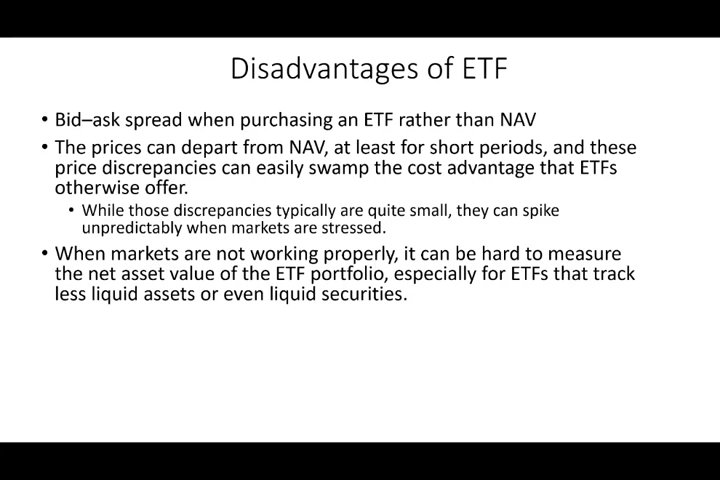 Disadvantages of ETF
• Bid–ask spread when purchasing an ETF rather than NAV
• The prices can depart from NAV, at least for short periods, and these
price discrepancies can easily swamp the cost advantage that ETFs
otherwise offer.
• While those discrepancies typically are quite small, they can spike
unpredictably when markets are stressed.
• When markets are not working properly, it can be hard to measure
the net asset value of the ETF portfolio, especially for ETFs that track
less liquid assets or even liquid securities.